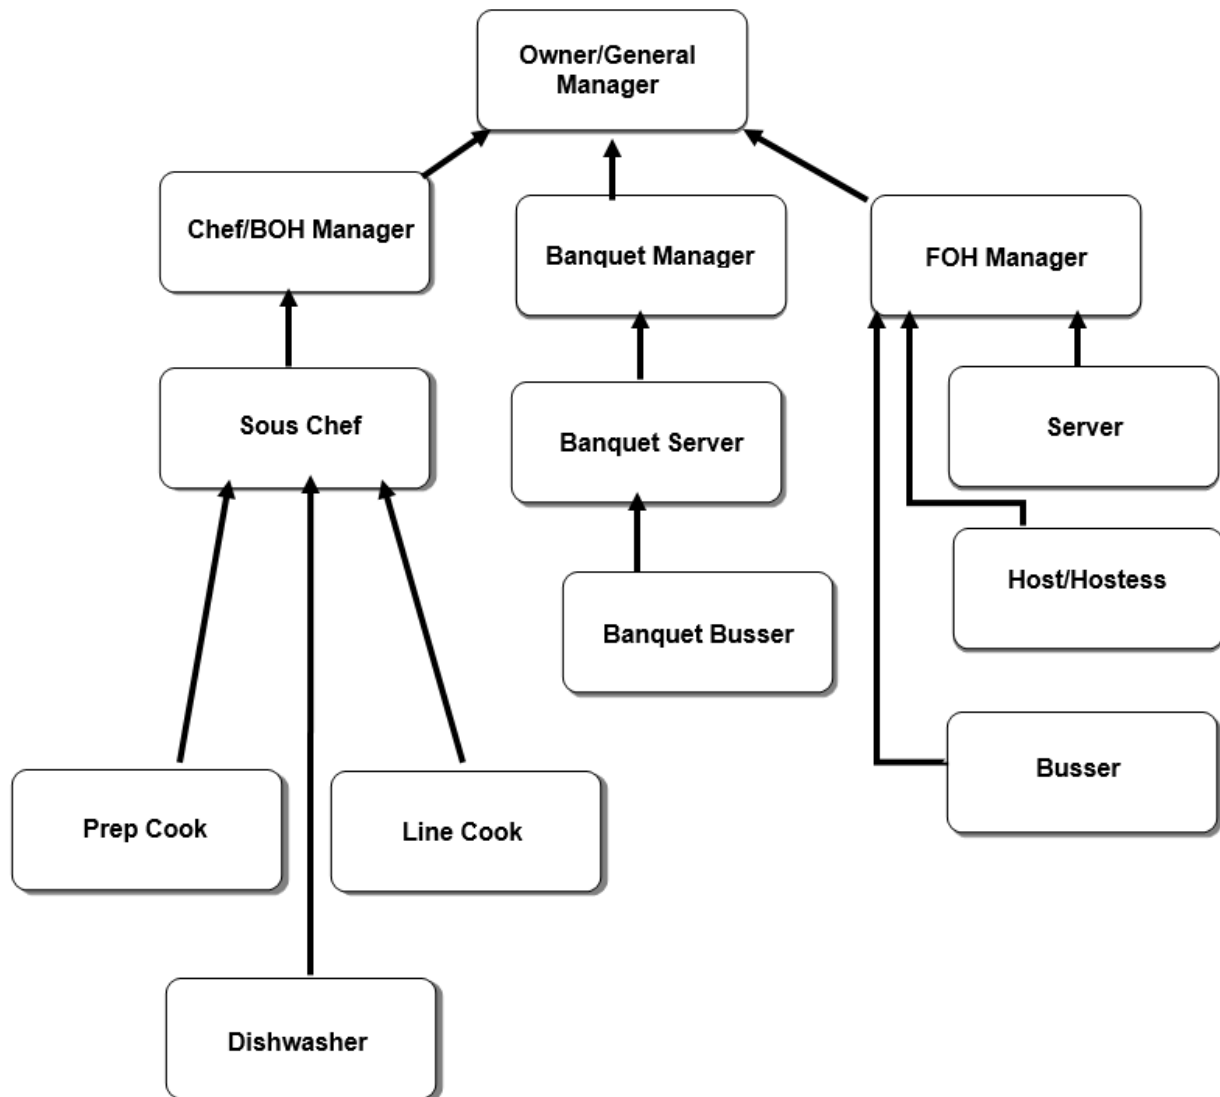 Owner/General
Manager
Chef/BOH Manager
Banquet Manager
FOH Manager
Sous Chef
Banquet Server
Server
Host/Hostess
Banquet Busser
Busser
Prep Cook
Line Cook
Dishwasher